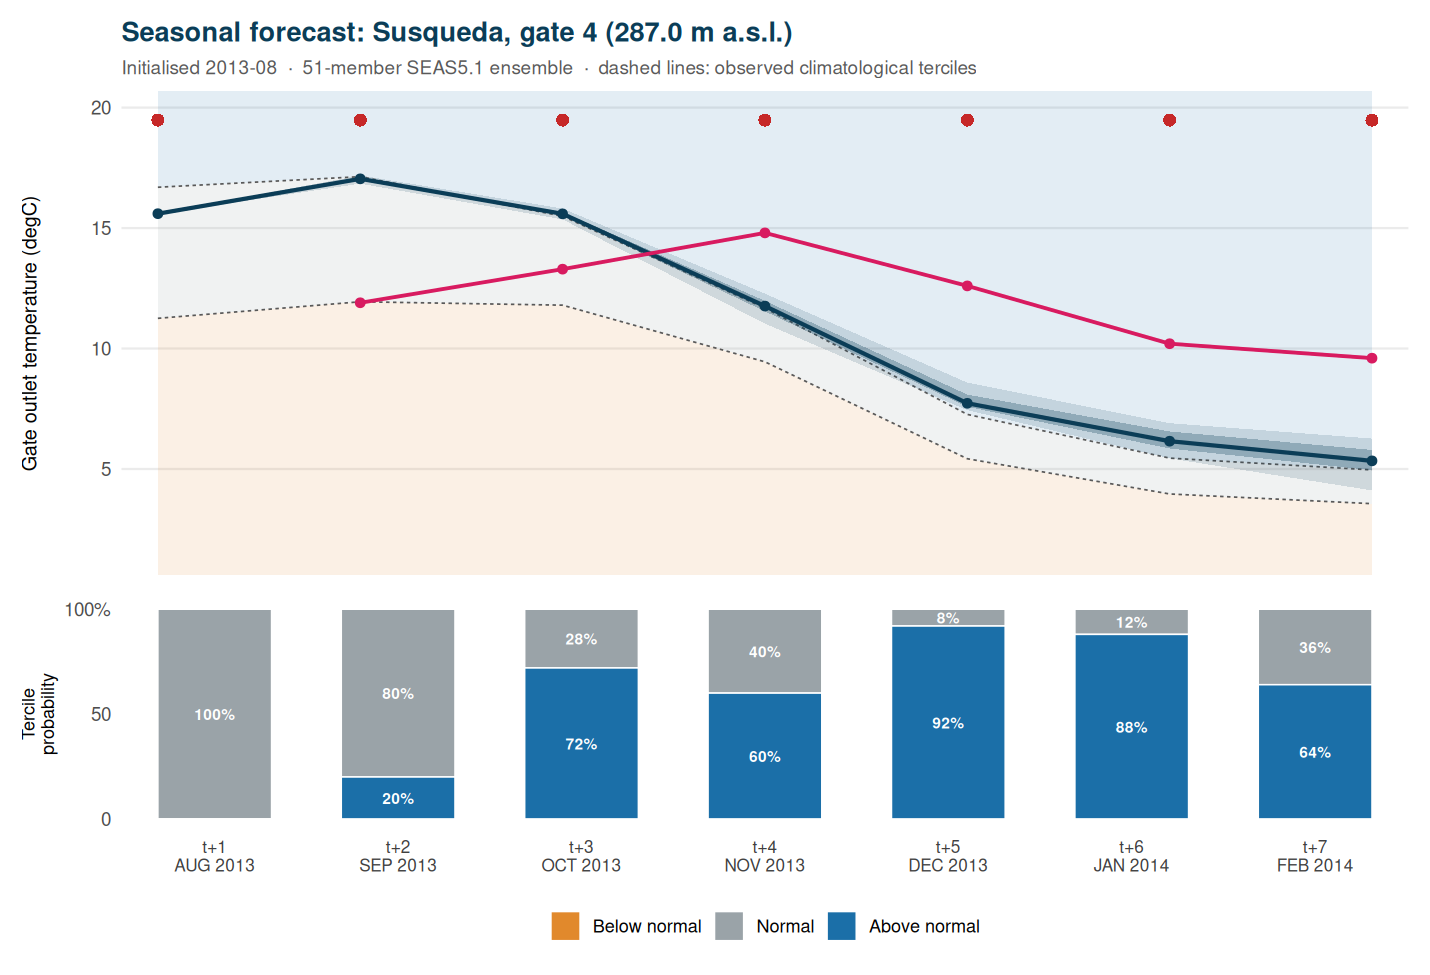 Seasonal forecast: Susqueda, gate 4 (287.0 m a.s.l.)
Initialised 2013-08 · 51-member SEAS5.1 ensemble · dashed lines: observed climatological terciles
Gate outlet temperature (degC)
20
15
10
5
Tercile
probability
100%
50
0
100%
80%
20%
28%
72%
40%
60%
8%
92%
12%
88%
36%
64%
t+1
AUG 2013
t+2
SEP 2013
t+3
OCT 2013
t+4
NOV 2013
t+5
DEC 2013
t+6
JAN 2014
t+7
FEB 2014
Below normal
Normal
Above normal